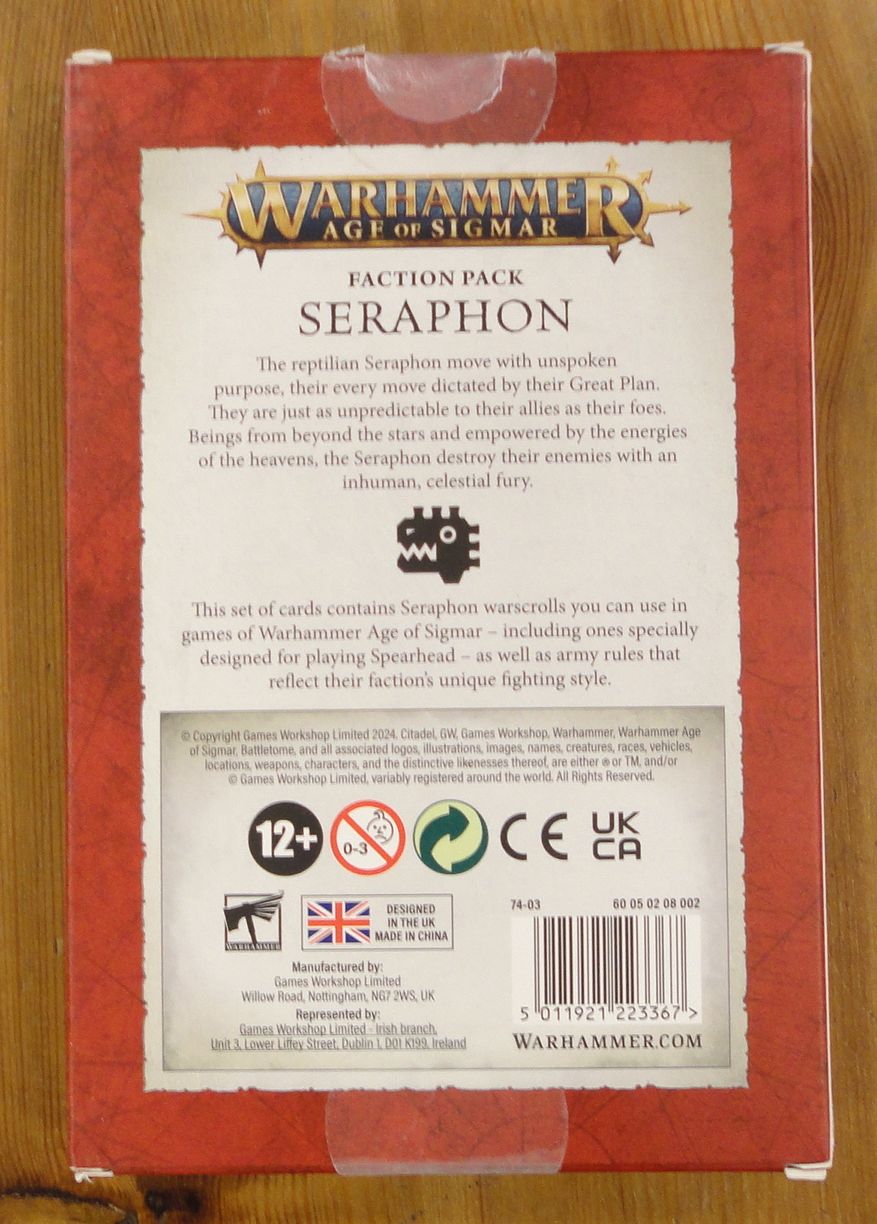 WARHAMMER
AGE OF SIGMAR
FACTION PACK
SERAPHON
The reptilian Seraphon move with unspoken
purpose, their every move dictated by their Great Plan.
They are just as unpredictable to their allies as their foes.
Beings from beyond the stars and empowered by the energies
of the heavens, the Seraphon destroy their enemies with an
inhuman, celestial fury.
This set of cards contains Seraphon warscrolls you can use in
games of Warhammer Age of Sigmar – including ones specially
designed for playing Spearhead – as well as army rules that
reflect their faction's unique fighting style.
© Copyright Games Workshop Limited 2024. Citadel, GW, Games Workshop, Warhammer, Warhammer Age
of Sigmar, Battletome, and all associated logos, illustrations, images, names, creatures, races, vehicles,
locations, weapons, characters, and the distinctive likenesses thereof, are either ® or TM, and/or
© Games Workshop Limited, variably registered around the world. All Rights Reserved.
12+
0-3
CE
UK
CA
WARHAMMER
DESIGNED
IN THE UK
MADE IN CHINA
Manufactured by:
Games Workshop Limited
Willow Road, Nottingham, NG7 2WS, UK
Represented by:
Games Workshop Limited - Irish branch,
Unit 3, Lower Liffey Street, Dublin 1, D01 K199, Ireland
74-03 60 05 02 08 002
5 011921 223367 >
WARHAMMER.COM